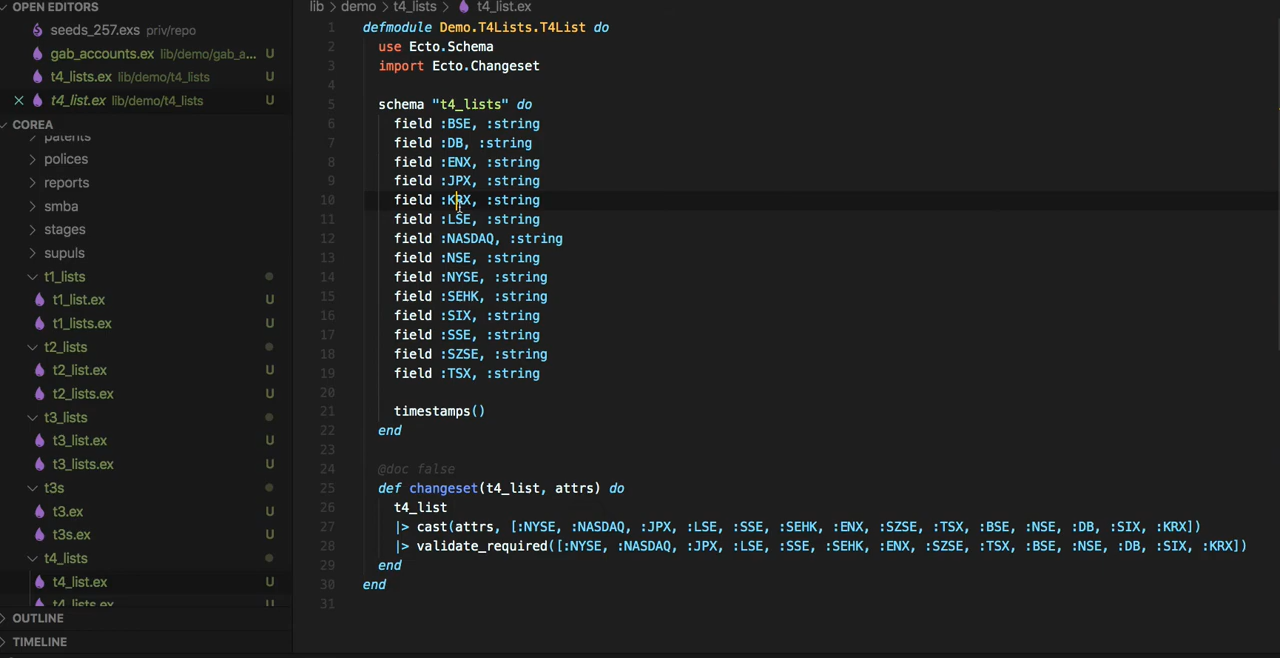 OPEN EDITORS
seeds_257.exs priv/repo
gab_accounts.ex lib/demo/gab_a... U
t4_lists.ex lib/demo/t4_lists U
t4_list.ex lib/demo/t4_lists U
COREA
patents
polices
reports
smba
stages
supuls
t1_lists
t1_list.ex U
t1_lists.ex U
t2_lists
t2_list.ex U
t2_lists.ex U
t3_lists
t3_list.ex U
t3_lists.ex U
t3s
t3.ex U
t3s.ex U
t4_lists
t4_list.ex U
t4_lists.ex U
OUTLINE
TIMELINE
lib > demo > t4_lists > t4_list.ex
1 defmodule Demo.T4Lists.T4List do
2 use Ecto.Schema
3 import Ecto.Changeset
4
5 schema "t4_lists" do
6 field :BSE, :string
7 field :DB, :string
8 field :ENX, :string
9 field :JPX, :string
10 field :KRX, :string
11 field :LSE, :string
12 field :NASDAQ, :string
13 field :NSE, :string
14 field :NYSE, :string
15 field :SEHK, :string
16 field :SIX, :string
17 field :SSE, :string
18 field :SZSE, :string
19 field :TSX, :string
20
21 timestamps()
22 end
23
24 @doc false
25 def changeset(t4_list, attrs) do
26 t4_list
27 |> cast(attrs, [:NYSE, :NASDAQ, :JPX, :LSE, :SSE, :SEHK, :ENX, :SZSE, :TSX, :BSE, :NSE, :DB, :SIX, :KRX])
28 |> validate_required([:NYSE, :NASDAQ, :JPX, :LSE, :SSE, :SEHK, :ENX, :SZSE, :TSX, :BSE, :NSE, :DB, :SIX, :KRX])
29 end
30 end
31